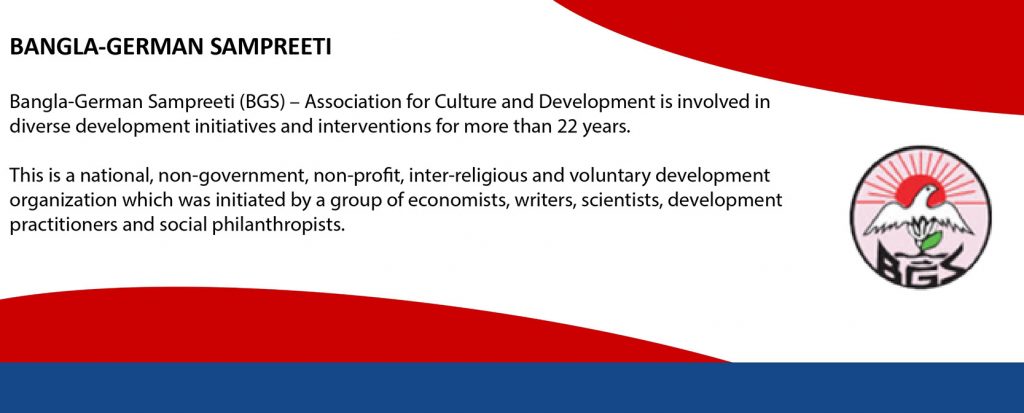 BANGLA-GERMAN SAMPREETI
Bangla-German Sampreeti (BGS) – Association for Culture and Development is involved in
diverse development initiatives and interventions for more than 22 years.
This is a national, non-government, non-profit, inter-religious and voluntary development
organization which was initiated by a group of economists, writers, scientists, development
practitioners and social philanthropists.
BGS